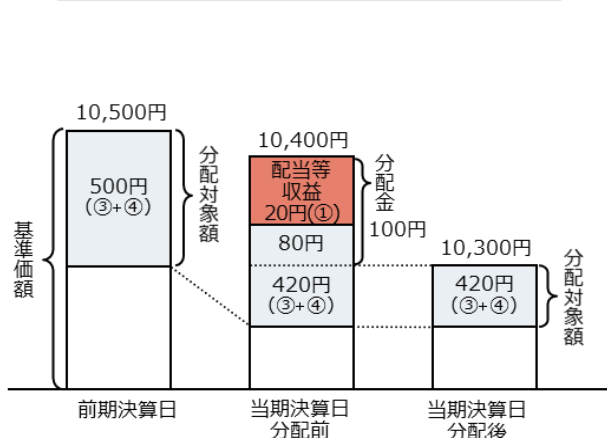 10,500円
500円
(③+④)
分配対象額
基準価額
10,400円
配当等
収益
20円(①)
80円
420円
(③+④)
分配金
100円
10,300円
420円
(③+④)
分配対象額
前期決算日
当期決算日
分配前
当期決算日
分配後